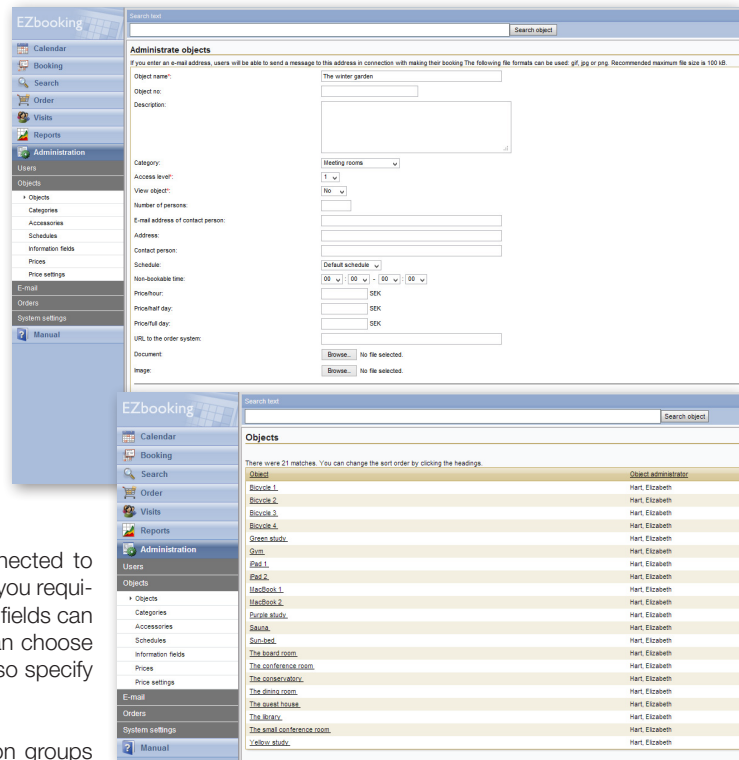 EZbooking
Calendar
Booking
Search
Order
Visits
Reports
Administration
Users
Objects
Objects
Categories
Accessories
Schedules
Information fields
Prices
Price settings
E-mail
Orders
System settings
Manual
Search text
Search object
Administrate objects
If you enter an e-mail address, users will be able to send a message to this address in connection with making their booking The following file formats can be used: gif, jpg or png. Recommended maximum file size is 100 kB.
Object name*: The winter garden
Object no:
Description:
Category: Meeting rooms
Access level*: 1
View object*: No
Number of persons:
E-mail address of contact person:
Address:
Contact person:
Schedule: Default schedule
Non-bookable time: 00 : 00 - 00 : 00
Price/hour: SEK
Price/half day: SEK
Price/full day: SEK
URL to the order system:
Document: Browse... No file selected.
Image: Browse... No file selected.
EZbooking
Calendar
Booking
Search
Order
Visits
Reports
Administration
Users
Objects
Objects
Categories
Accessories
Schedules
Information fields
Prices
Price settings
E-mail
Orders
System settings
Manual
Search text
Search object
Objects
There were 21 matches. You can change the sort order by clicking the headings.
Object Object administrator
Bicycle 1 Hart, Elizabeth
Bicycle 2 Hart, Elizabeth
Bicycle 3 Hart, Elizabeth
Bicycle 4 Hart, Elizabeth
Green study Hart, Elizabeth
Gym Hart, Elizabeth
iPad 1 Hart, Elizabeth
iPad 2 Hart, Elizabeth
MacBook 1 Hart, Elizabeth
MacBook 2 Hart, Elizabeth
Purple study Hart, Elizabeth
Sauna Hart, Elizabeth
Sun-bed Hart, Elizabeth
The board room Hart, Elizabeth
The conference room Hart, Elizabeth
The conservatory Hart, Elizabeth
The dining room Hart, Elizabeth
The guest house Hart, Elizabeth
The library Hart, Elizabeth
The small conference room Hart, Elizabeth
Yellow study Hart, Elizabeth
nected to
you requi-
fields can
an choose
so specify
on groups